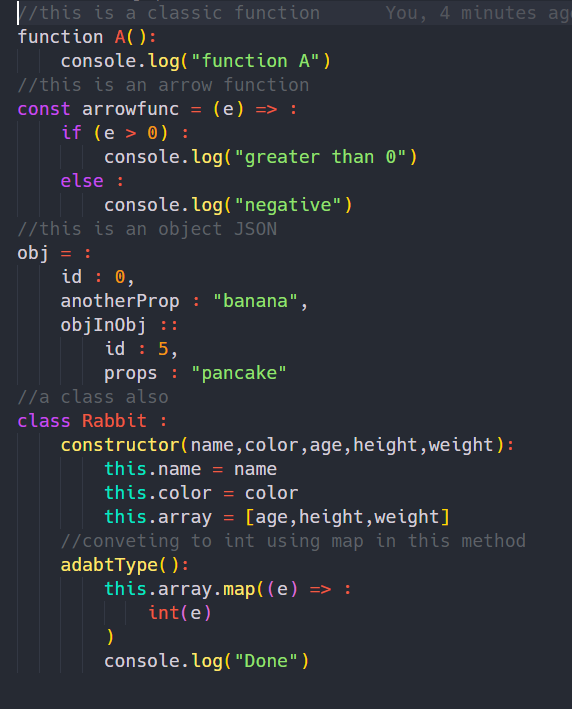 //this is a classic function You, 4 minutes ago
function A():
console.log("function A")
//this is an arrow function
const arrowfunc = (e) => :
if (e > 0) :
console.log("greater than 0")
else :
console.log("negative")
//this is an object JSON
obj = :
id : 0,
anotherProp : "banana",
objInObj ::
id : 5,
props : "pancake"
//a class also
class Rabbit :
constructor(name,color,age,height,weight):
this.name = name
this.color = color
this.array = [age,height,weight]
//conveting to int using map in this method
adabtType():
this.array.map((e) => :
int(e)
)
console.log("Done")